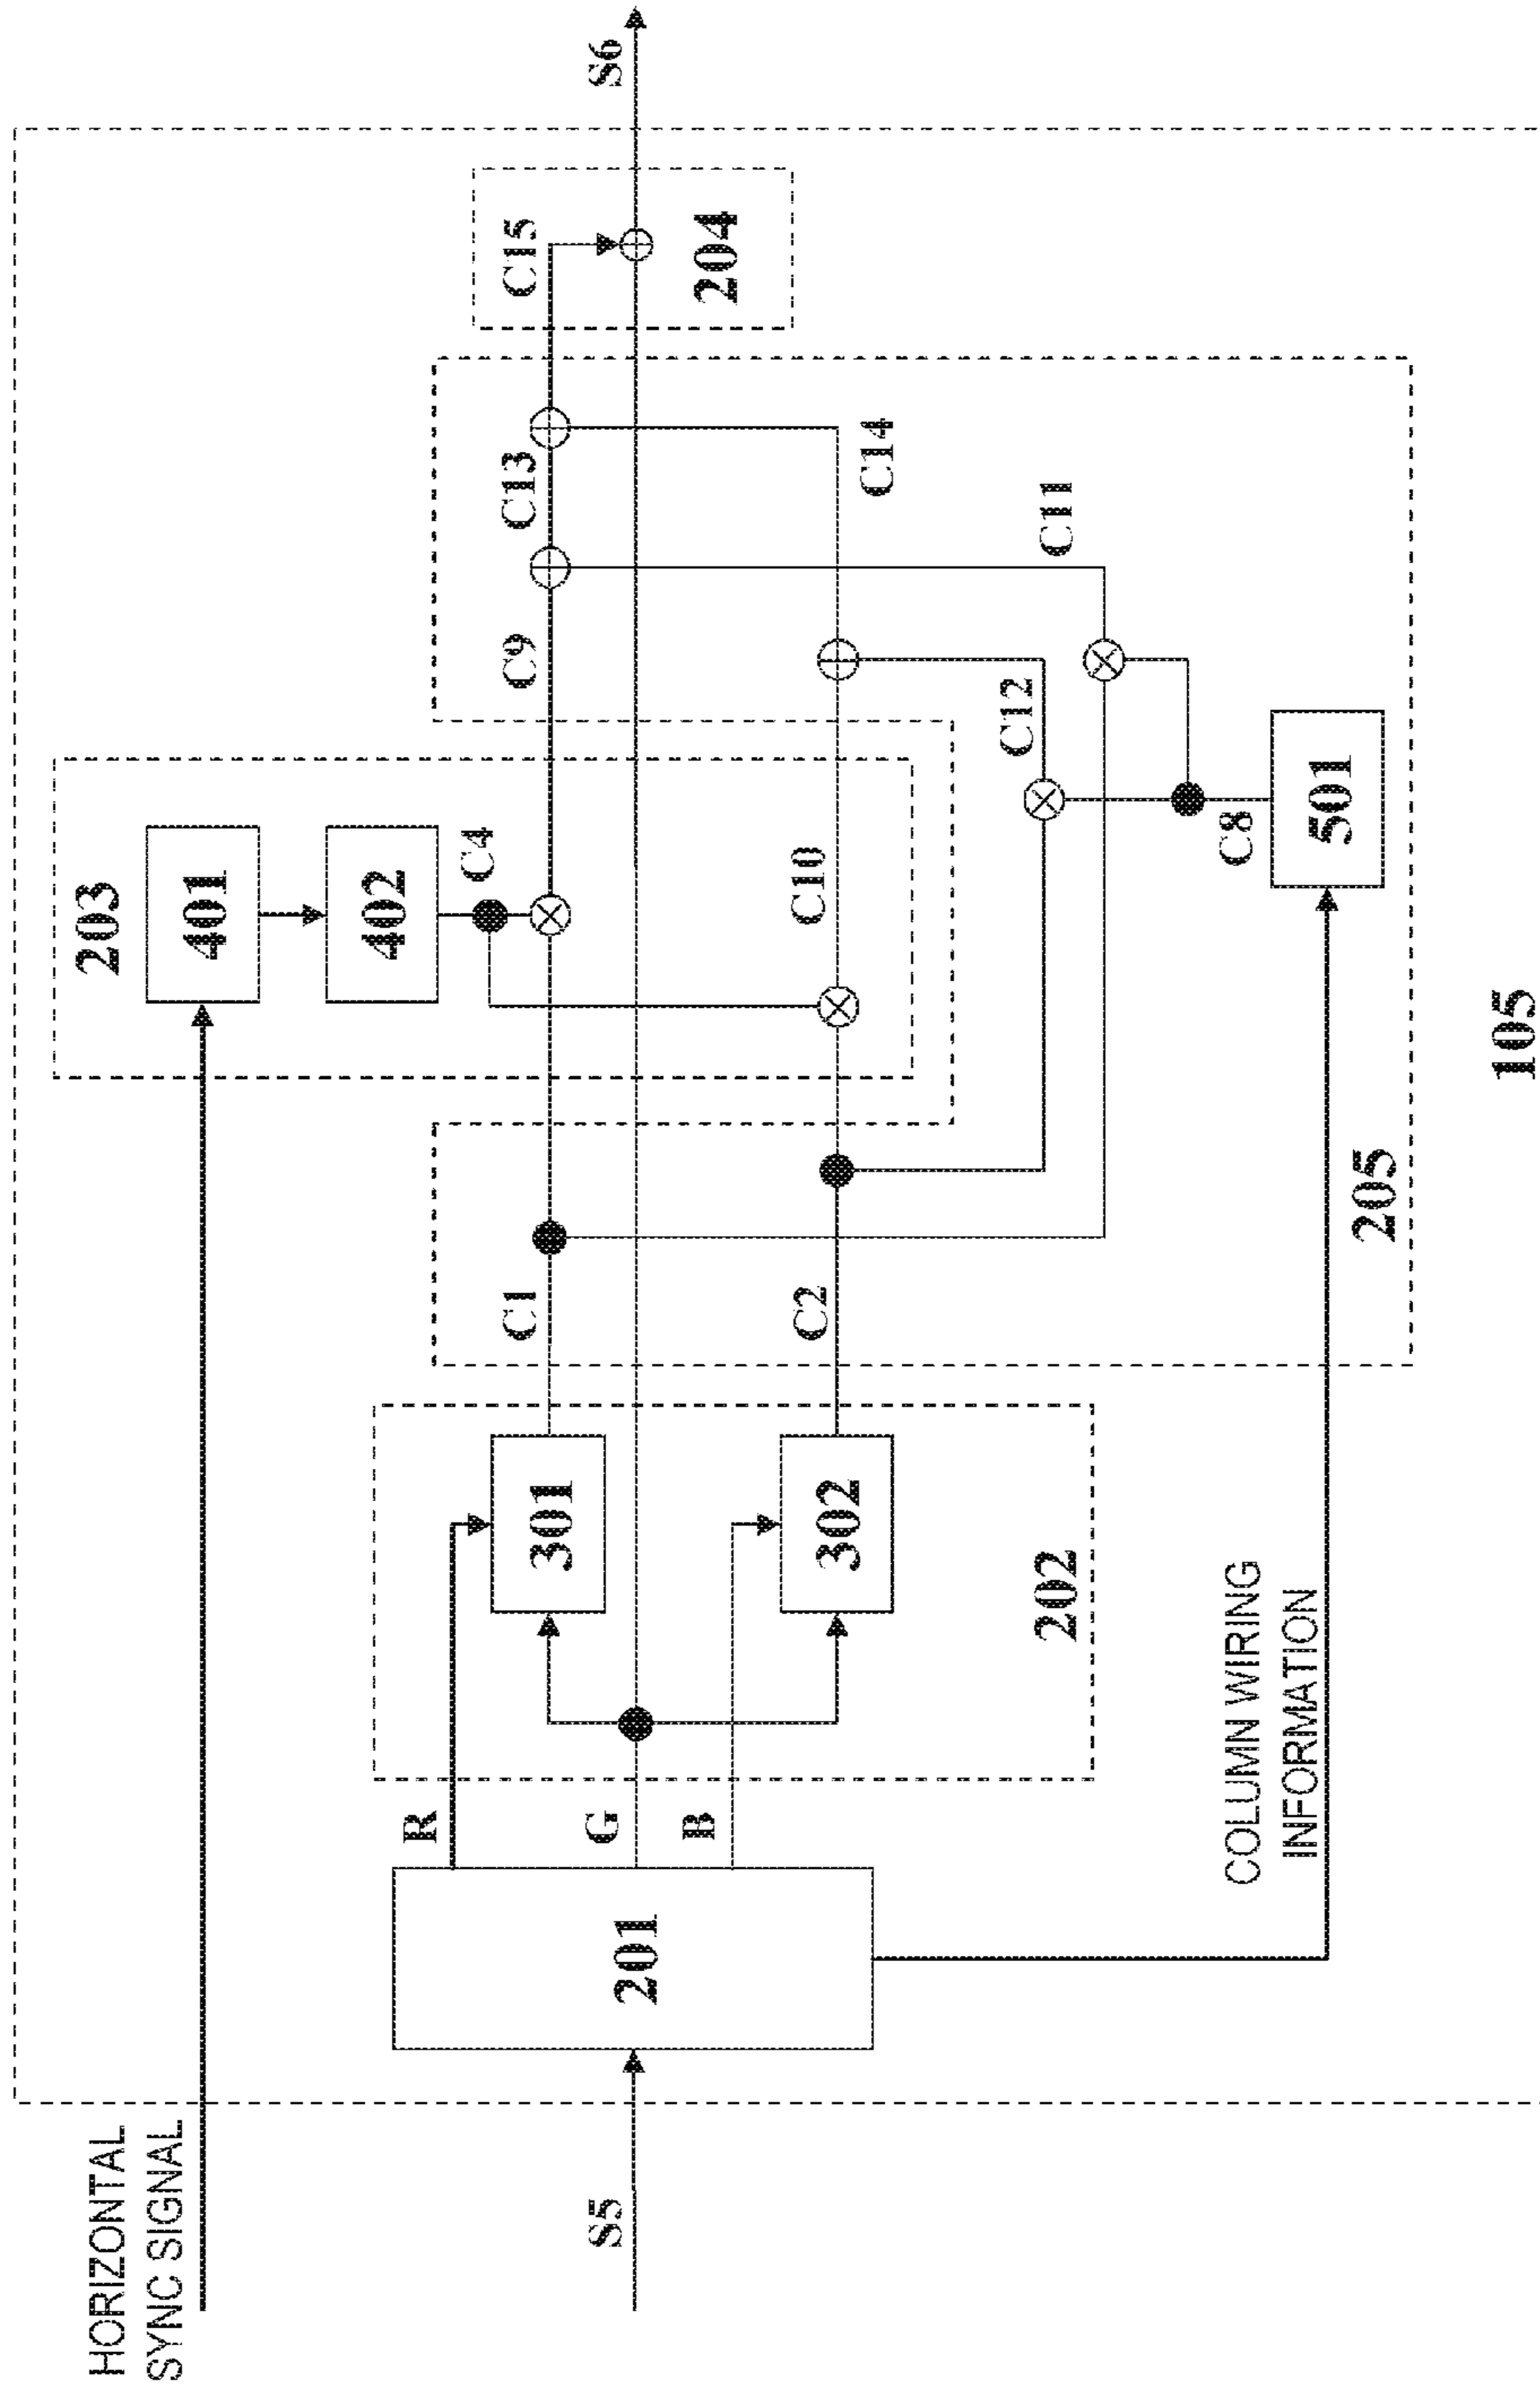 HORIZONTAL
SYNC SIGNAL
S5
201
R
G
B
COLUMN WIRING
INFORMATION
301
302
202
C1
C2
205
203
401
402
C4
C10
C9
C12
C8
501
C13
C11
C14
C15
204
S6
105